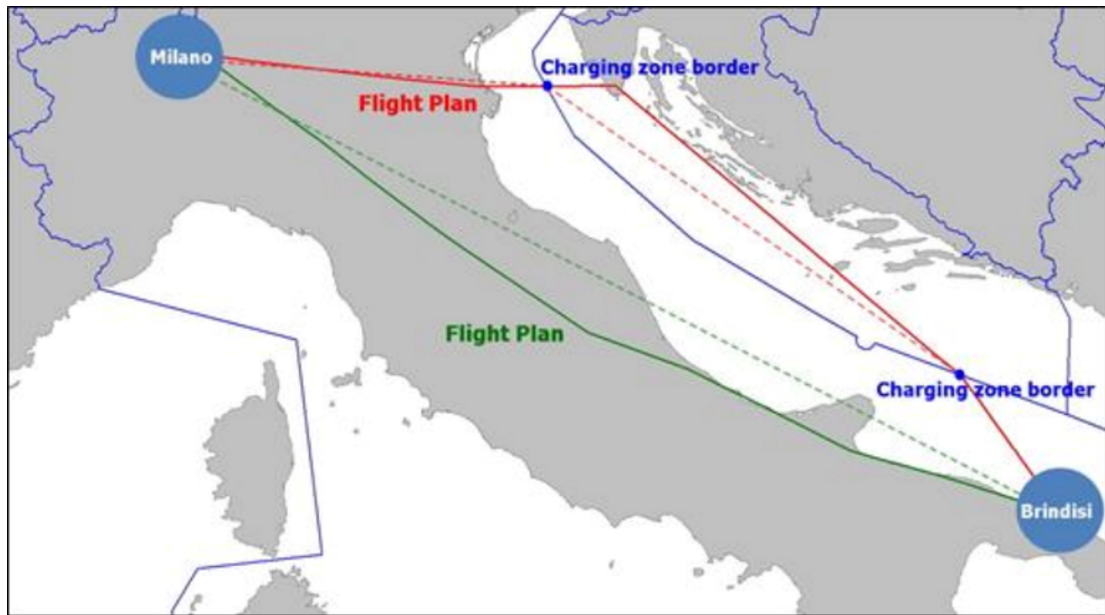 Milano
Charging zone border
Flight Plan
Flight Plan
Charging zone border
Brindisi